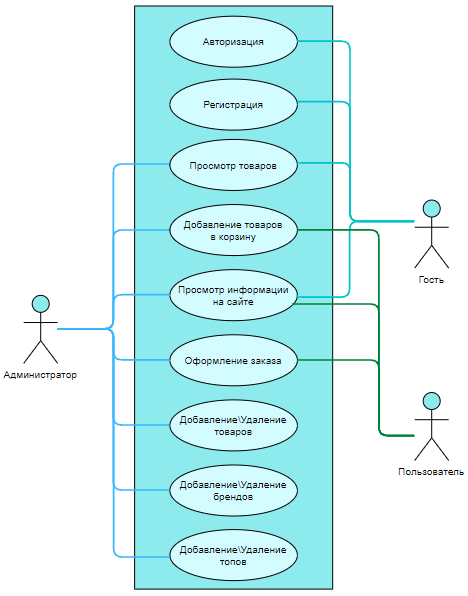 Авторизация
Регистрация
Просмотр товаров
Добавление товаров
в корзину
Гость
Просмотр информации
на сайте
Администратор
Оформление заказа
Добавление\Удаление
товаров
Пользователь
Добавление\Удаление
брендов
Добавление\Удаление
топов